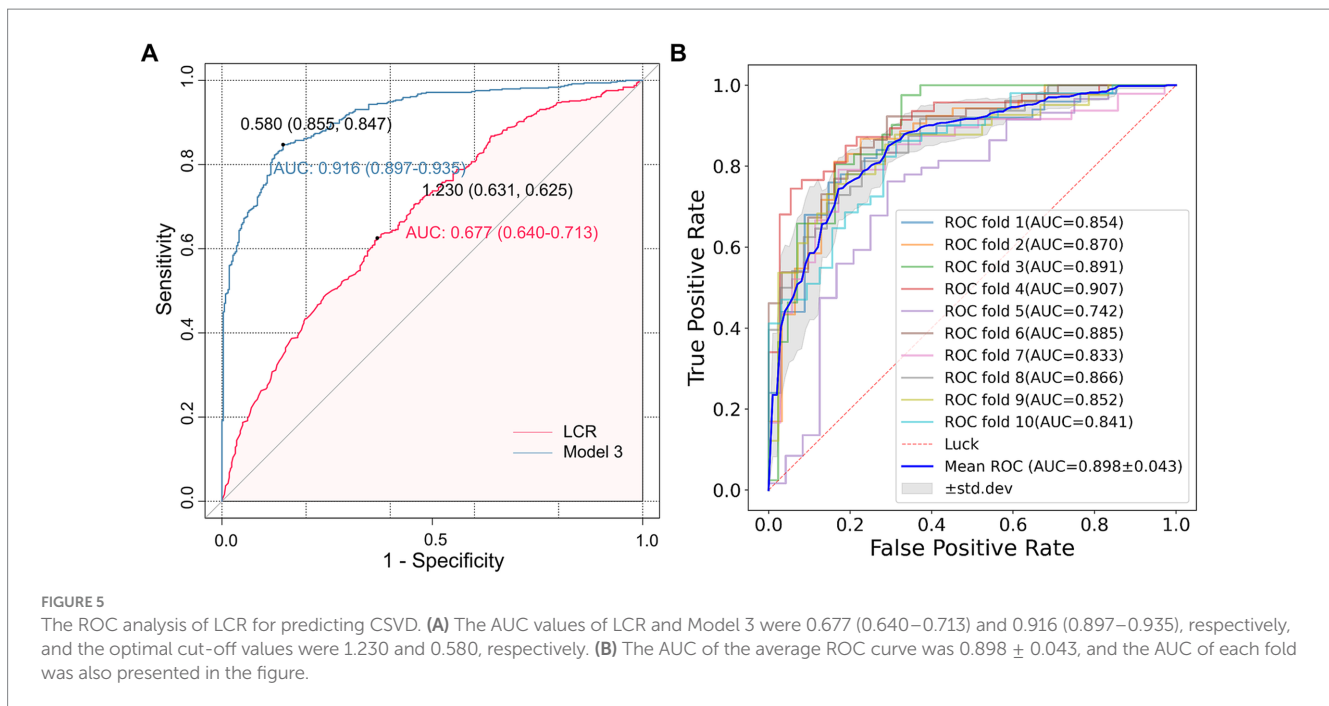 A
1.0
0.8
0.6
0.4
0.2
0.0
Sensitivity
0.580 (0.855, 0.847)
AUC: 0.916 (0.897-0.935)
1.230 (0.631, 0.625)
AUC: 0.677 (0.640-0.713)
LCR
Model 3
0.0
0.5
1.0
1 - Specificity
B
1.0
0.8
0.6
0.4
0.2
0.0
True Positive Rate
ROC fold 1(AUC=0.854)
ROC fold 2(AUC=0.870)
ROC fold 3(AUC=0.891)
ROC fold 4(AUC=0.907)
ROC fold 5(AUC=0.742)
ROC fold 6(AUC=0.885)
ROC fold 7(AUC=0.833)
ROC fold 8(AUC=0.866)
ROC fold 9(AUC=0.852)
ROC fold 10(AUC=0.841)
Luck
Mean ROC (AUC=0.898±0.043)
±std.dev
0.0 0.2 0.4 0.6 0.8 1.0
False Positive Rate
FIGURE 5
The ROC analysis of LCR for predicting CSVD. (A) The AUC values of LCR and Model 3 were 0.677 (0.640–0.713) and 0.916 (0.897–0.935), respectively,
and the optimal cut-off values were 1.230 and 0.580, respectively. (B) The AUC of the average ROC curve was 0.898 ± 0.043, and the AUC of each fold
was also presented in the figure.